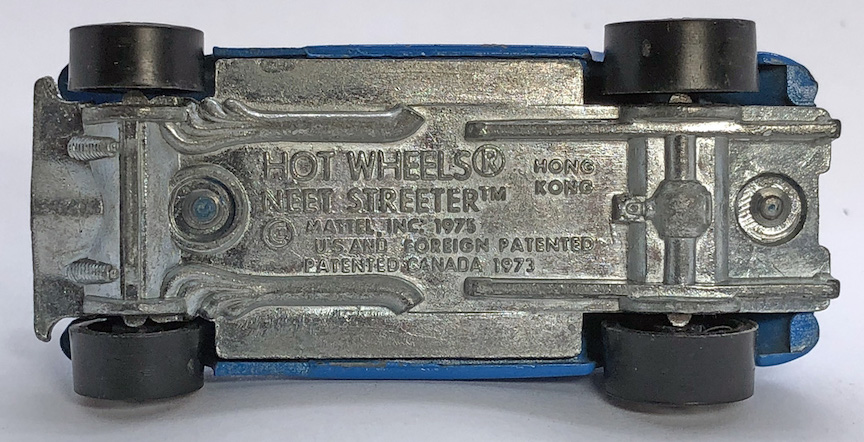 HOT WHEELS®
NEET STREETER™
HONG
KONG
© MATTEL, INC. 1975
U.S. AND FOREIGN PATENTED
PATENTED CANADA 1973